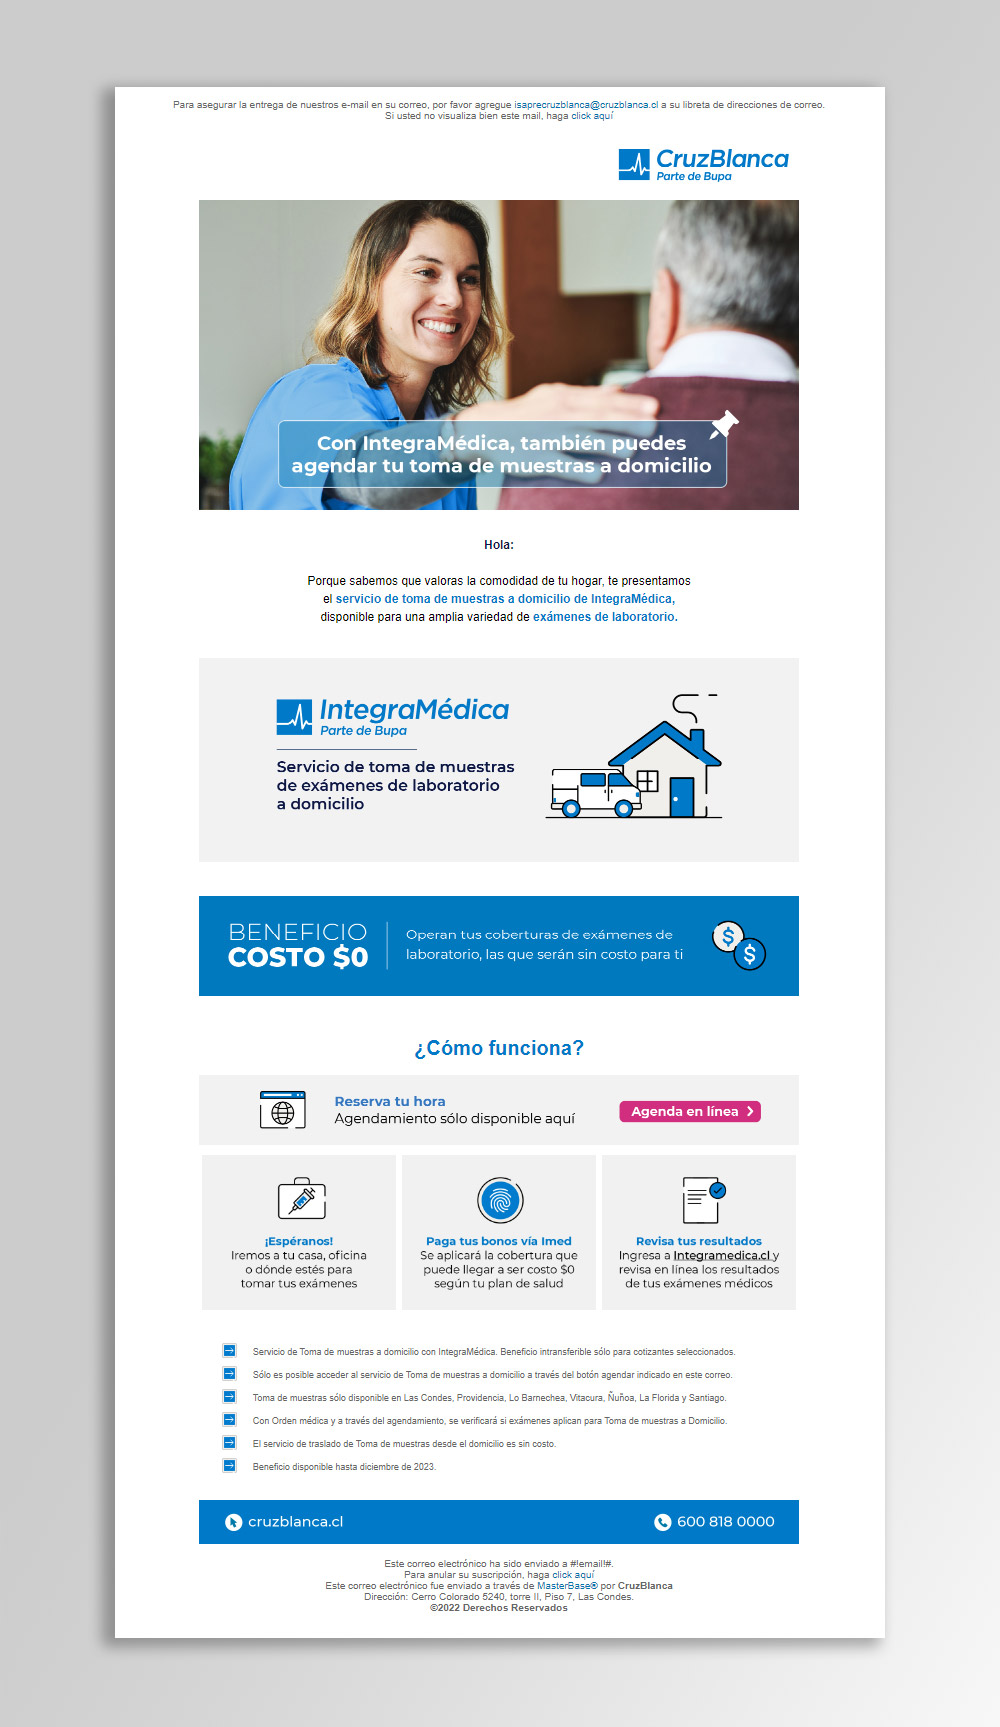 Para asegurar la entrega de nuestros e-mail en su correo, por favor agregue isaprecruzblanca@cruzblanca.cl a su libreta de direcciones de correo.
Si usted no visualiza bien este mail, haga click aquí
CruzBlanca
Parte de Bupa
Con IntegraMédica, también puedes
agendar tu toma de muestras a domicilio
Hola:
Porque sabemos que valoras la comodidad de tu hogar, te presentamos
el servicio de toma de muestras a domicilio de IntegraMédica,
disponible para una amplia variedad de exámenes de laboratorio.
IntegraMédica
Parte de Bupa
Servicio de toma de muestras
de exámenes de laboratorio
a domicilio
BENEFICIO
COSTO $0
Operan tus coberturas de exámenes de
laboratorio, las que serán sin costo para ti
$
$
¿Cómo funciona?
Reserva tu hora
Agendamiento sólo disponible aquí
Agenda en línea
¡Espéranos!
Iremos a tu casa, oficina
o dónde estés para
tomar tus exámenes
Paga tus bonos vía Imed
Se aplicará la cobertura que
puede llegar a ser costo $0
según tu plan de salud
Revisa tus resultados
Ingresa a Integramedica.cl y
revisa en línea los resultados
de tus exámenes médicos
Servicio de Toma de muestras a domicilio con IntegraMédica. Beneficio intransferible sólo para cotizantes seleccionados.
Sólo es posible acceder al servicio de Toma de muestras a domicilio a través del botón agendar indicado en este correo.
Toma de muestras sólo disponible en Las Condes, Providencia, Lo Barnechea, Vitacura, Ñuñoa, La Florida y Santiago.
Con Orden médica y a través del agendamiento, se verificará si exámenes aplican para Toma de muestras a Domicilio.
El servicio de traslado de Toma de muestras desde el domicilio es sin costo.
Beneficio disponible hasta diciembre de 2023.
cruzblanca.cl
600 818 0000
Este correo electrónico ha sido enviado a #!email!#.
Para anular su suscripción, haga click aquí
Este correo electrónico fue enviado a través de MasterBase® por CruzBlanca
Dirección: Cerro Colorado 5240, torre II, Piso 7, Las Condes.
©2022 Derechos Reservados